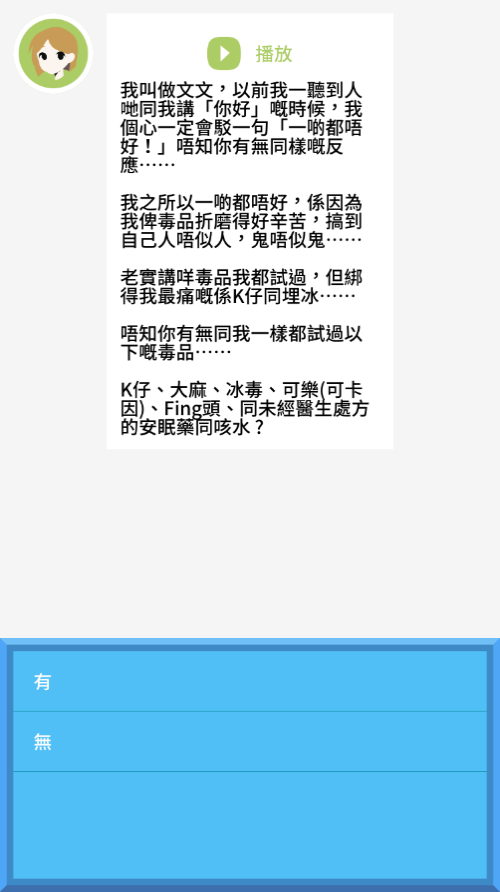 播放
我叫做文文，以前我一聽到人
哋同我講「你好」嘅時候，我
個心一定會駁一句「一啲都唔
好！」唔知你有無同樣嘅反
應⋯⋯
我之所以一啲都唔好，係因為
我俾毒品折磨得好辛苦，搞到
自己人唔似人，鬼唔似鬼⋯⋯
老實講咩毒品我都試過，但綁
得我最痛嘅係K仔同埋冰⋯⋯
唔知你有無同我一樣都試過以
下嘅毒品⋯⋯
K仔、大麻、冰毒、可樂(可卡
因)、Fing頭、同未經醫生處方
的安眠藥同咳水？
有
無